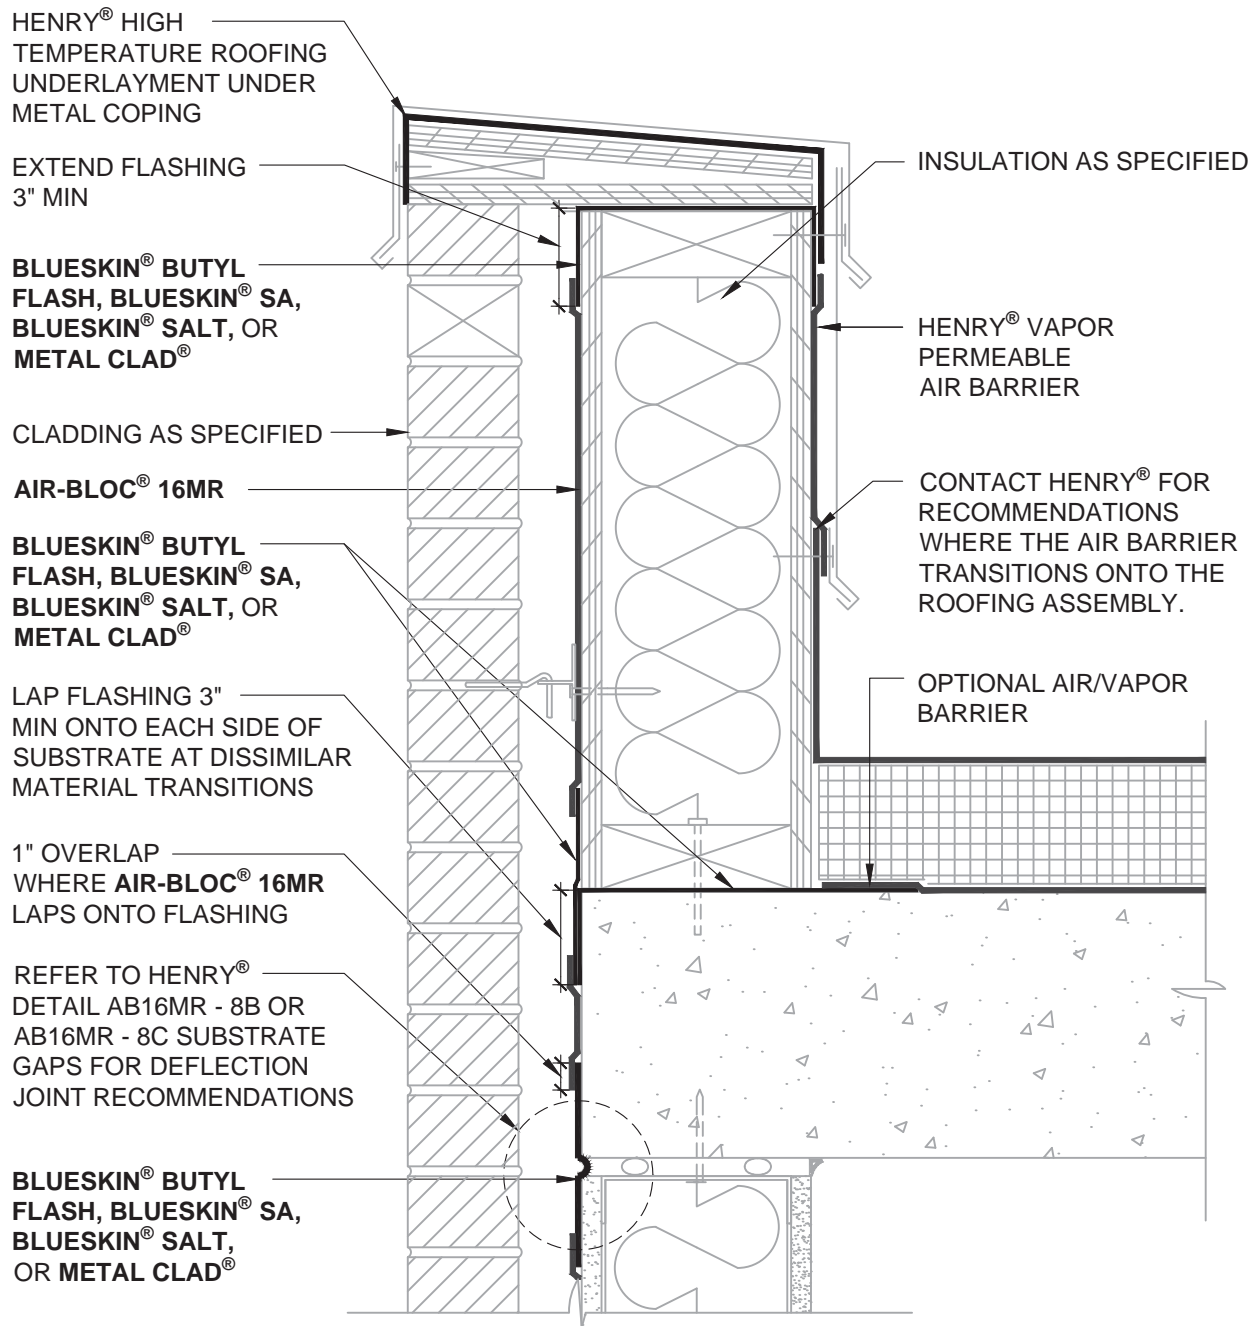 HENRY® HIGH
TEMPERATURE ROOFING
UNDERLAYMENT UNDER
METAL COPING
EXTEND FLASHING
3" MIN
BLUESKIN® BUTYL
FLASH, BLUESKIN® SA,
BLUESKIN® SALT, OR
METAL CLAD®
CLADDING AS SPECIFIED
AIR-BLOC® 16MR
BLUESKIN® BUTYL
FLASH, BLUESKIN® SA,
BLUESKIN® SALT, OR
METAL CLAD®
LAP FLASHING 3"
MIN ONTO EACH SIDE OF
SUBSTRATE AT DISSIMILAR
MATERIAL TRANSITIONS
1" OVERLAP
WHERE AIR-BLOC® 16MR
LAPS ONTO FLASHING
REFER TO HENRY®
DETAIL AB16MR - 8B OR
AB16MR - 8C SUBSTRATE
GAPS FOR DEFLECTION
JOINT RECOMMENDATIONS
BLUESKIN® BUTYL
FLASH, BLUESKIN® SA,
BLUESKIN® SALT,
OR METAL CLAD®
INSULATION AS SPECIFIED
HENRY® VAPOR
PERMEABLE
AIR BARRIER
CONTACT HENRY® FOR
RECOMMENDATIONS
WHERE THE AIR BARRIER
TRANSITIONS ONTO THE
ROOFING ASSEMBLY.
OPTIONAL AIR/VAPOR
BARRIER